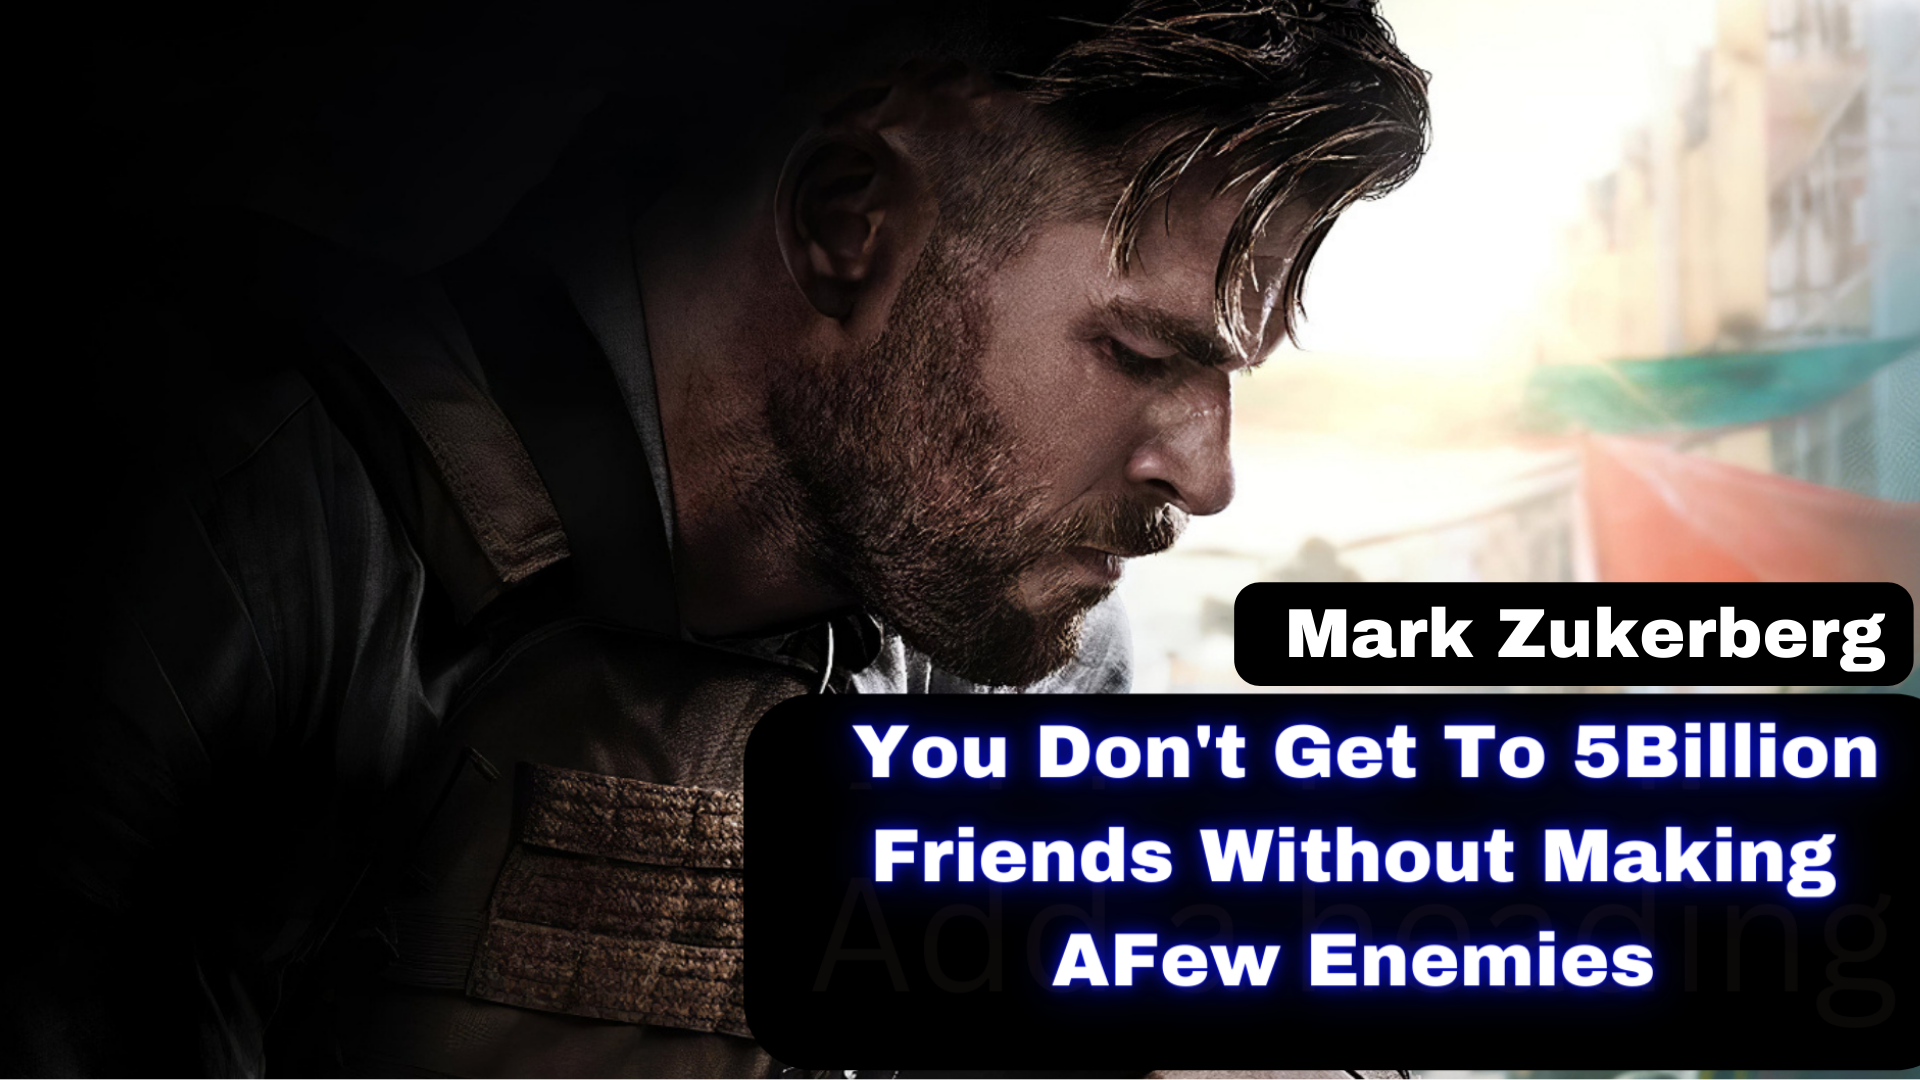 Mark Zukerberg
You Don't Get To 5Billion
Friends Without Making
AFew Enemies
Add a heading